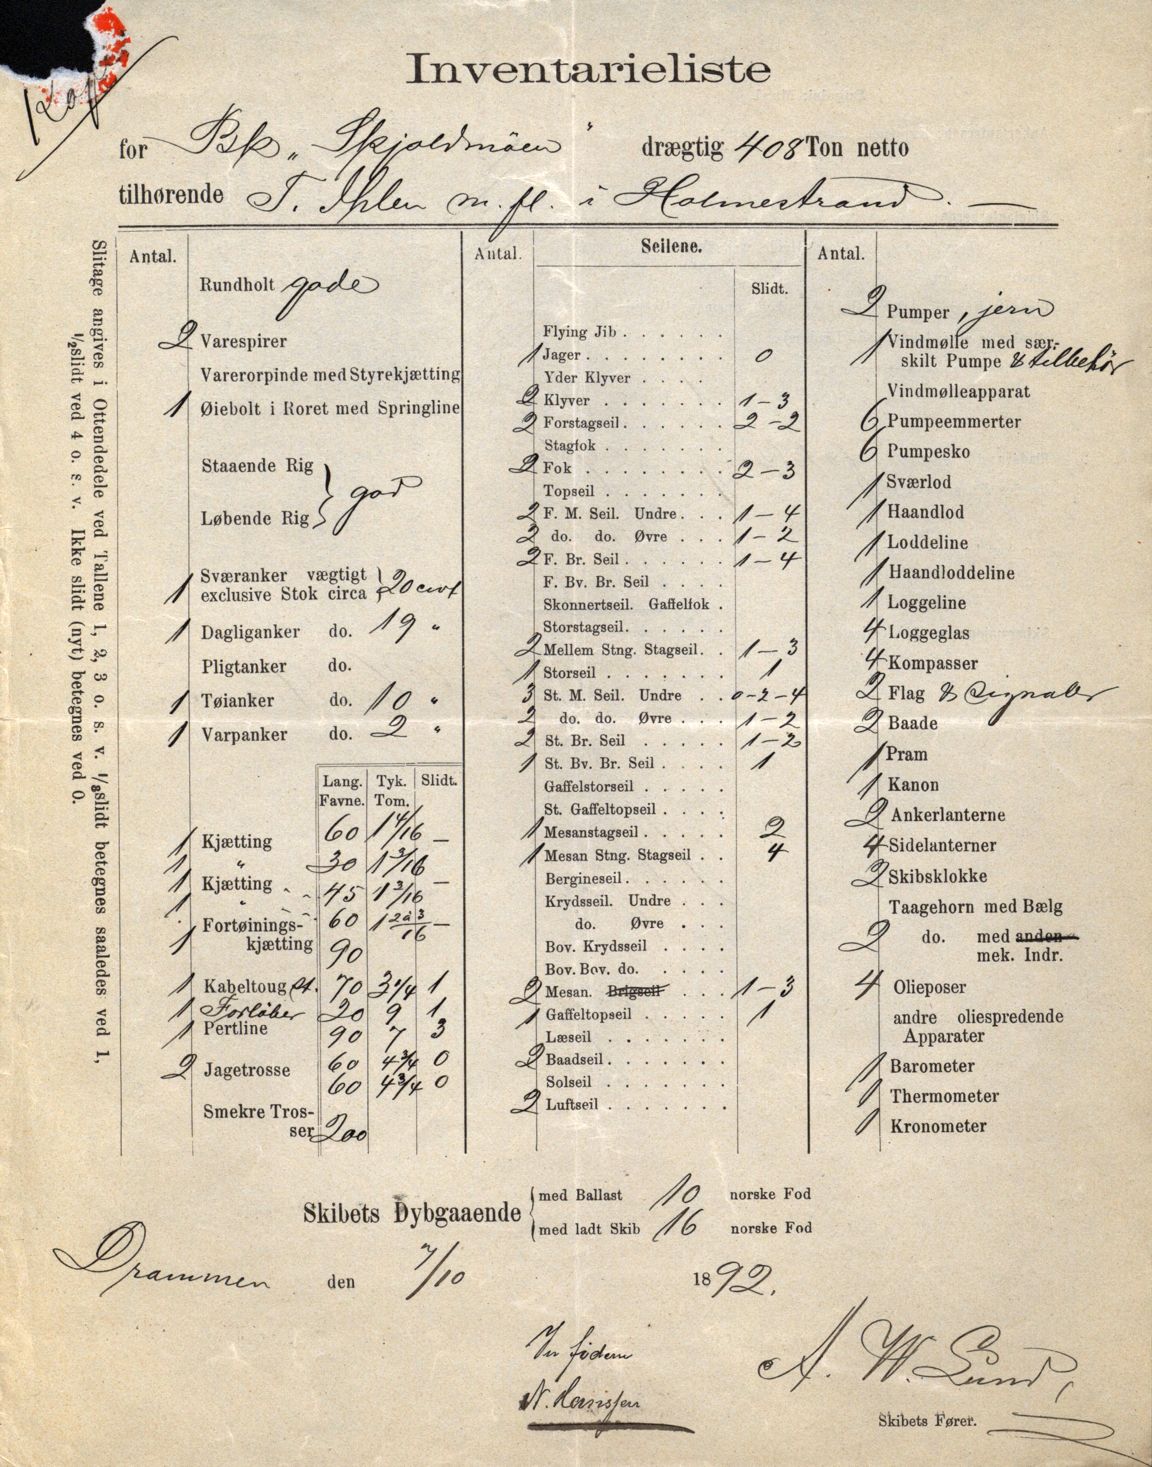 Kop
Inventarieliste
for Bk „Skjoldmöen“ drægtig 408 Ton netto
tilhørende T. Ihlen m. fl. i Holmestrand. —
Slitage angives i Ottendedele ved Tallene 1, 2, 3 o. s. v. 1/8 slidt betegnes saaledes ved 1,
1/2 slidt ved 4 o. s. v. Ikke slidt (nyt) betegnes ved 0.
Antal.
Rundholt gode
2 Varespirer
Varerorpinde med Styrekjætting
1 Øiebolt i Roret med Springline
Staaende Rig
Løbende Rig } god
1 Sværanker vægtigt
exclusive Stok circa } 20 cwt
1 Dagliganker do. 19 „
Pligtanker do.
1 Tøianker do. 10 „
1 Varpanker do. 2 „
Lang. Tyk. Slidt.
Favne. Tom.
1 Kjætting 60 1 4/16 —
1 „ 30 1 3/16
1 Kjætting 45 1 3/16 —
„ 60 1 2 à 3/16 —
1 Fortøinings-
kjætting 90
1 Kabeltoug st. 70 3 1/4 1
1 Forløber 20 9 1
1 Pertline 90 7 3
2 Jagetrosse 60 4 3/4 0
60 4 3/4 0
Smekre Tros-
ser 200
Antal. Seilene.
Slidt.
Flying Jib . . . . . .
1 Jager . . . . . . . . 0
Yder Klyver . . . .
2 Klyver . . . . . . . 1 – 3
2 Forstagseil . . . . . . 2 – 2
Stagfok . . . . . . .
2 Fok . . . . . . . . 2 – 3
Topseil . . . . . . .
2 F. M. Seil. Undre . . . 1 – 4
2 do. do. Øvre . . . 1 – 2
2 F. Br. Seil . . . . . . 1 – 4
F. Bv. Br. Seil . . . .
Skonnertseil. Gaffelfok .
Storstagseil . . . . . .
2 Mellem Stng. Stagseil . . 1 – 3
1 Storseil . . . . . . . 1
3 St. M. Seil. Undre . . 0 – 2 – 4
2 do. do. Øvre . . . 1 – 2
2 St. Br. Seil . . . . . 1 – 2
1 St. Bv. Br. Seil . . . . 1
Gaffelstorseil . . . . .
St. Gaffeltopseil . . . .
1 Mesanstagseil . . . . . 2
1 Mesan Stng. Stagseil . . 4
Bergineseil . . . . . .
Krydsseil. Undre . . .
do. Øvre . . .
Bov. Krydsseil . . . .
Bov. Bov. do. . . . .
2 Mesan. Brigseil . . . 1 – 3
1 Gaffeltopseil . . . . . 1
Læseil . . . . . . .
2 Baadseil . . . . . . .
Solseil . . . . . . .
2 Luftseil . . . . . . .
Antal.
2 Pumper, jern
1 Vindmølle med sær-
skilt Pumpe & tilbehör
Vindmølleapparat
6 Pumpeemmerter
6 Pumpesko
1 Sværlod
1 Haandlod
1 Loddeline
1 Haandloddeline
1 Loggeline
4 Loggeglas
4 Kompasser
2 Flag & Signaler
2 Baade
1 Pram
1 Kanon
2 Ankerlanterne
4 Sidelanterner
2 Skibsklokke
Taagehorn med Bælg
2 do. med anden
mek. Indr.
4 Olieposer
andre oliespredende
Apparater
1 Barometer
1 Thermometer
1 Kronometer
Skibets Dybgaaende { med Ballast 10 norske Fod
med ladt Skib 16 norske Fod
Drammen den 7/10 1892.
A. W. Lund,
Skibets Fører.